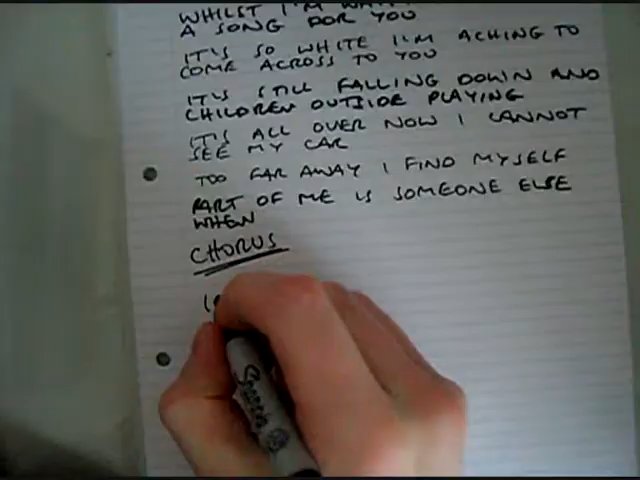 WHILST I'M
A SONG FOR YOU
IT'S SO WHITE I'M ACHING TO
COME ACROSS TO YOU
IT'S STILL FALLING DOWN AND
CHILDREN OUTSIDE PLAYING
IT'S ALL OVER NOW I CANNOT
SEE MY CAR
TOO FAR AWAY I FIND MYSELF
PART OF ME IS SOMEONE ELSE
WHEN
CHORUS
Sharpie